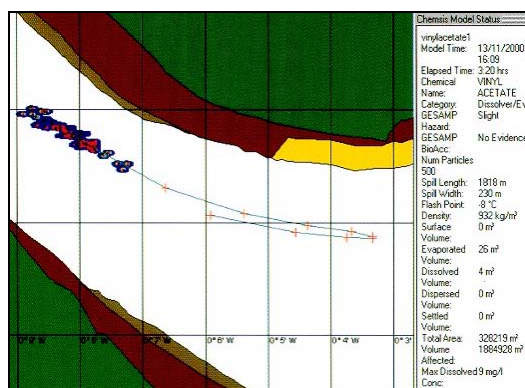 Chemsis Model Status
vinylacetate1
Model Time: 13/11/2000
16:09
Elapsed Time: 3:20 hrs
Chemical VINYL
Name: ACETATE
Category: Dissolver/Ev
GESAMP Slight
Hazard:
GESAMP No Evidence
BioAcc:
Num Particles
500
Spill Length: 1818 m
Spill Width: 230 m
Flash Point: -8 °C
Density: 932 kg/m³
Surface 0 m³
Volume:
Evaporated 26 m³
Volume:
Dissolved 4 m³
Volume:
Dispersed 0 m³
Volume:
Settled 0 m³
Volume:
Total Area: 328219 m²
Volume 1884928 m³
Affected:
Max Dissolved 9 mg/l
Conc:
0°6' W 0°5' W 0°4' W 0°3'